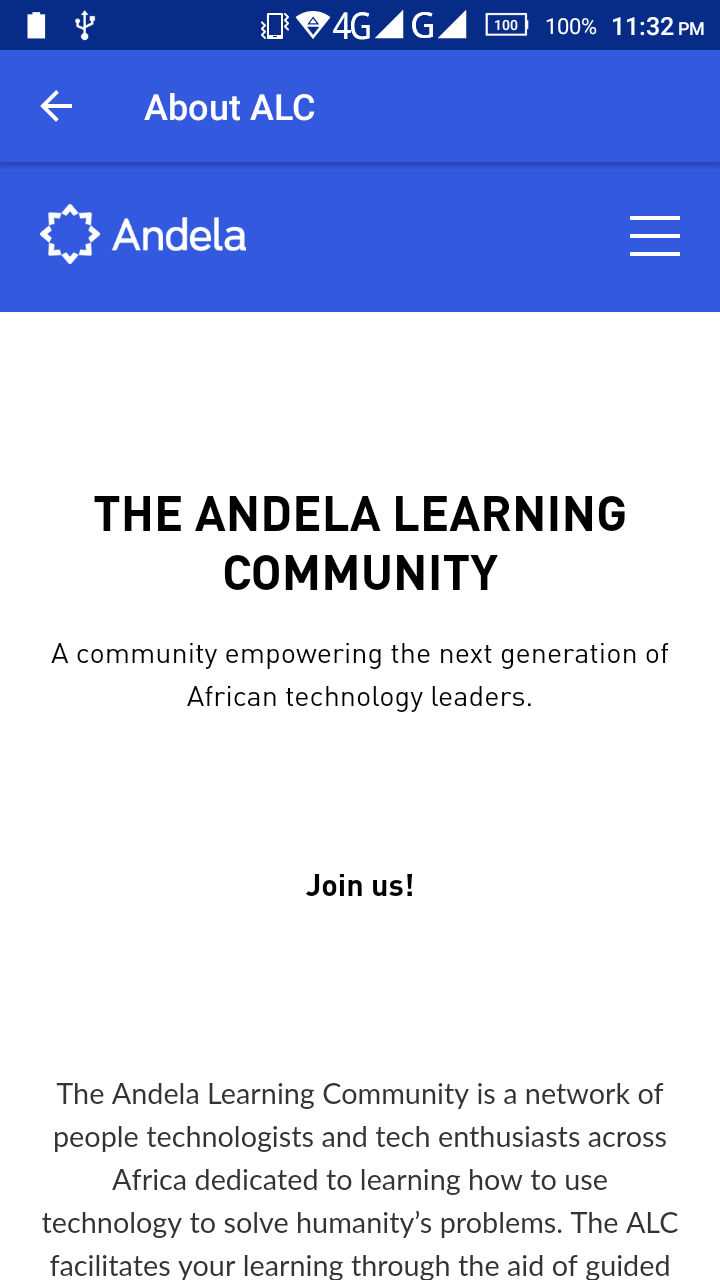 4G G 100 100% 11:32 PM
About ALC
Andela
THE ANDELA LEARNING
COMMUNITY
A community empowering the next generation of
African technology leaders.
Join us!
The Andela Learning Community is a network of
people technologists and tech enthusiasts across
Africa dedicated to learning how to use
technology to solve humanity’s problems. The ALC
facilitates your learning through the aid of guided